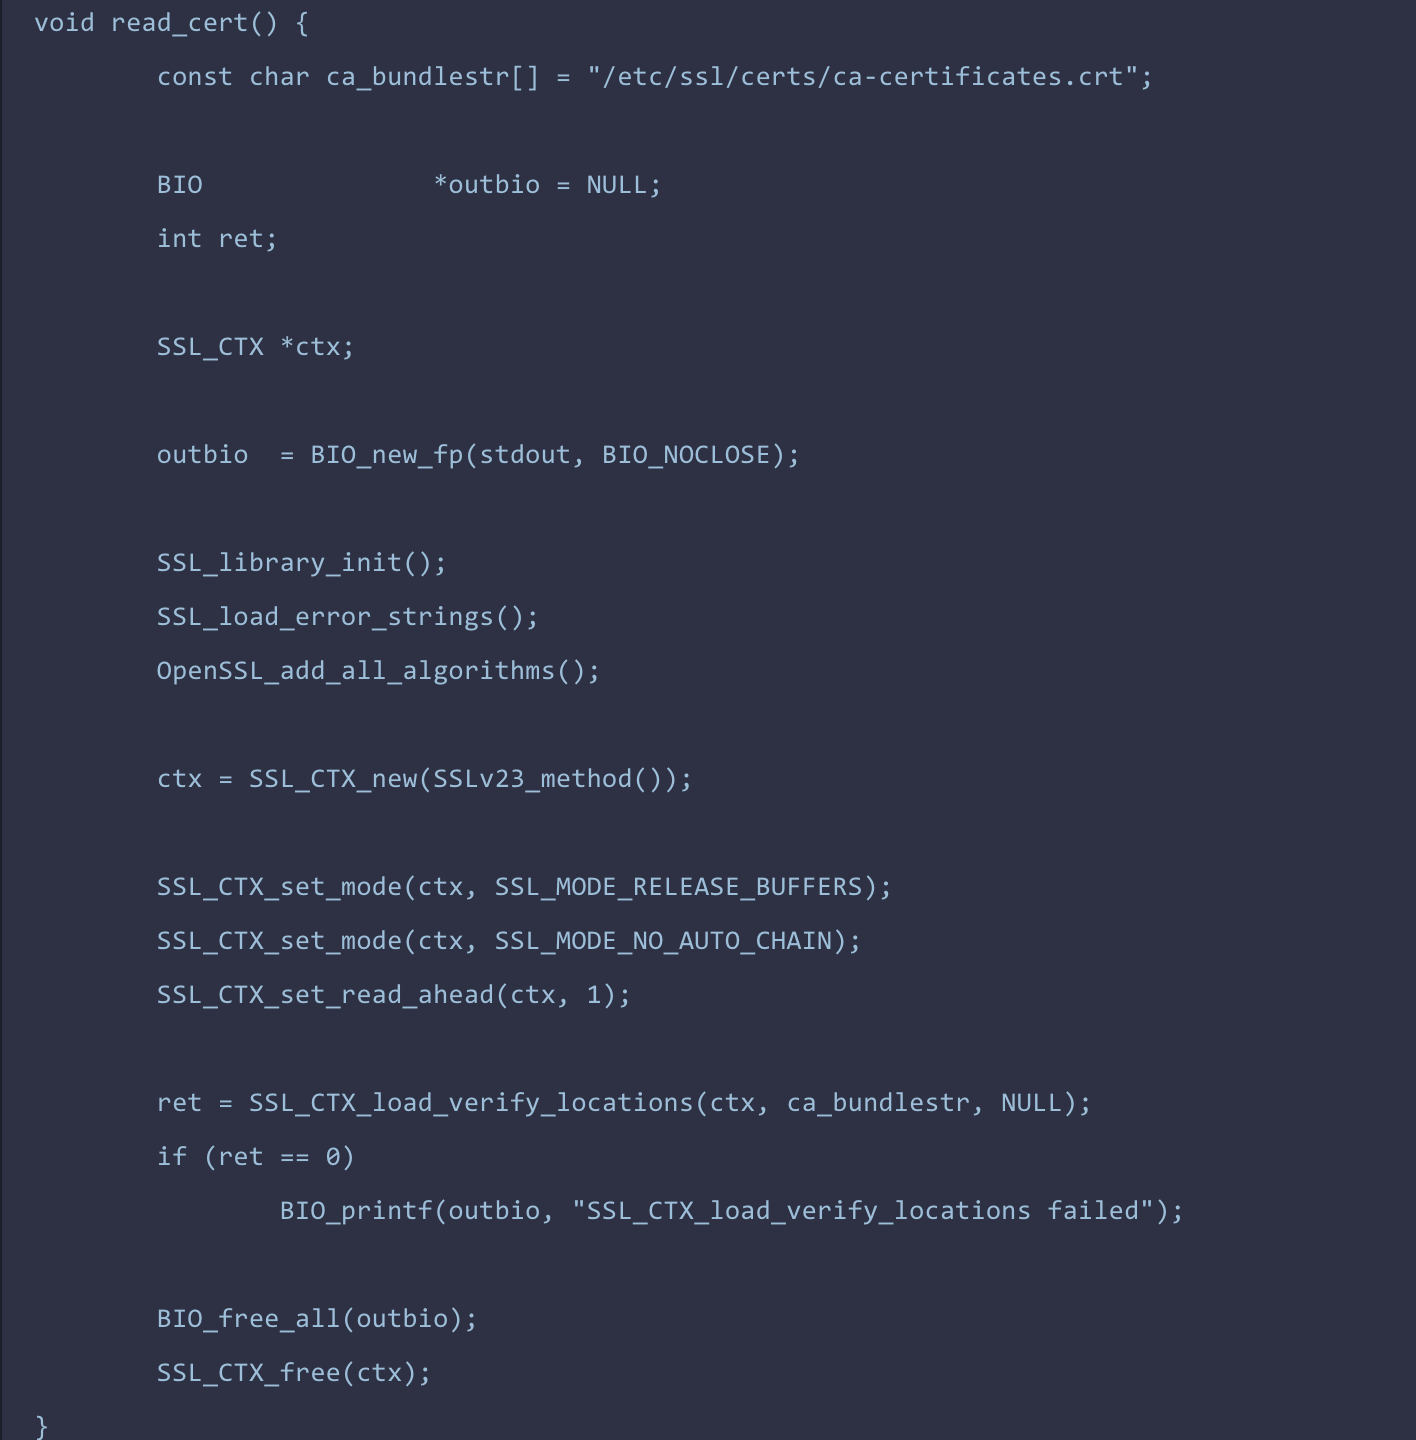 void read_cert() {
        const char ca_bundlestr[] = "/etc/ssl/certs/ca-certificates.crt";
        BIO               *outbio = NULL;
        int ret;
        SSL_CTX *ctx;
        outbio  = BIO_new_fp(stdout, BIO_NOCLOSE);
        SSL_library_init();
        SSL_load_error_strings();
        OpenSSL_add_all_algorithms();
        ctx = SSL_CTX_new(SSLv23_method());
        SSL_CTX_set_mode(ctx, SSL_MODE_RELEASE_BUFFERS);
        SSL_CTX_set_mode(ctx, SSL_MODE_NO_AUTO_CHAIN);
        SSL_CTX_set_read_ahead(ctx, 1);
        ret = SSL_CTX_load_verify_locations(ctx, ca_bundlestr, NULL);
        if (ret == 0)
                BIO_printf(outbio, "SSL_CTX_load_verify_locations failed");
        BIO_free_all(outbio);
        SSL_CTX_free(ctx);
}